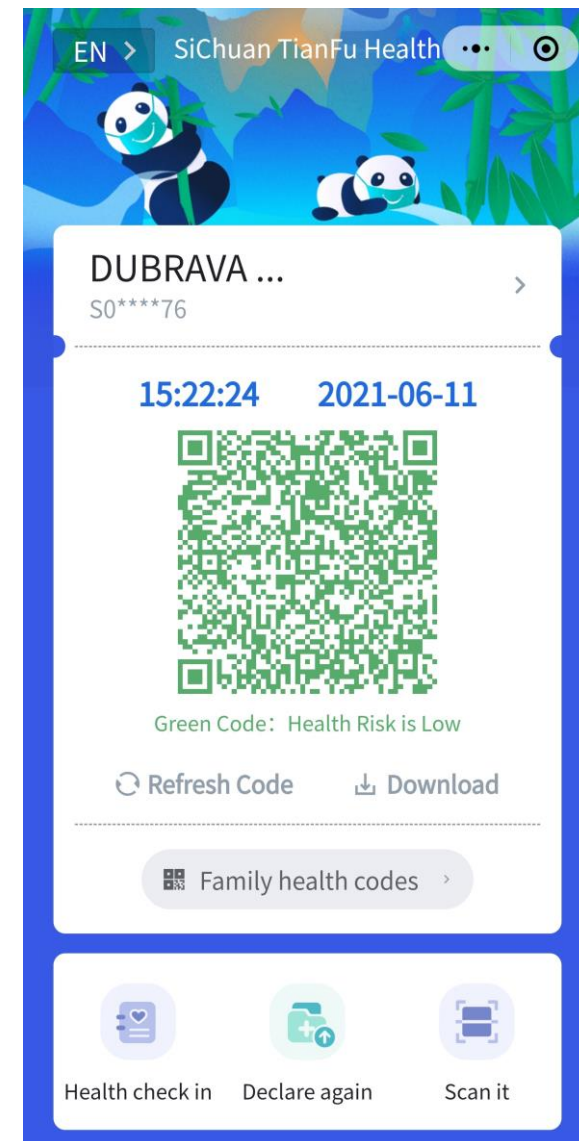 EN > SiChuan TianFu Health
DUBRAVA ...
S0****76
15:22:24 2021-06-11
Green Code：Health Risk is Low
Refresh Code Download
Family health codes
Health check in Declare again Scan it